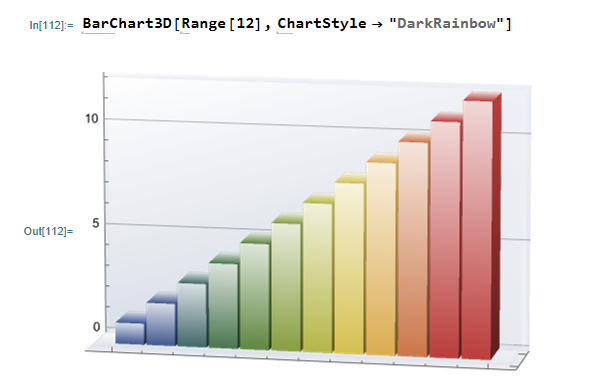 In[112]:= BarChart3D[Range[12], ChartStyle → "DarkRainbow"]
10
5
Out[112]=
0